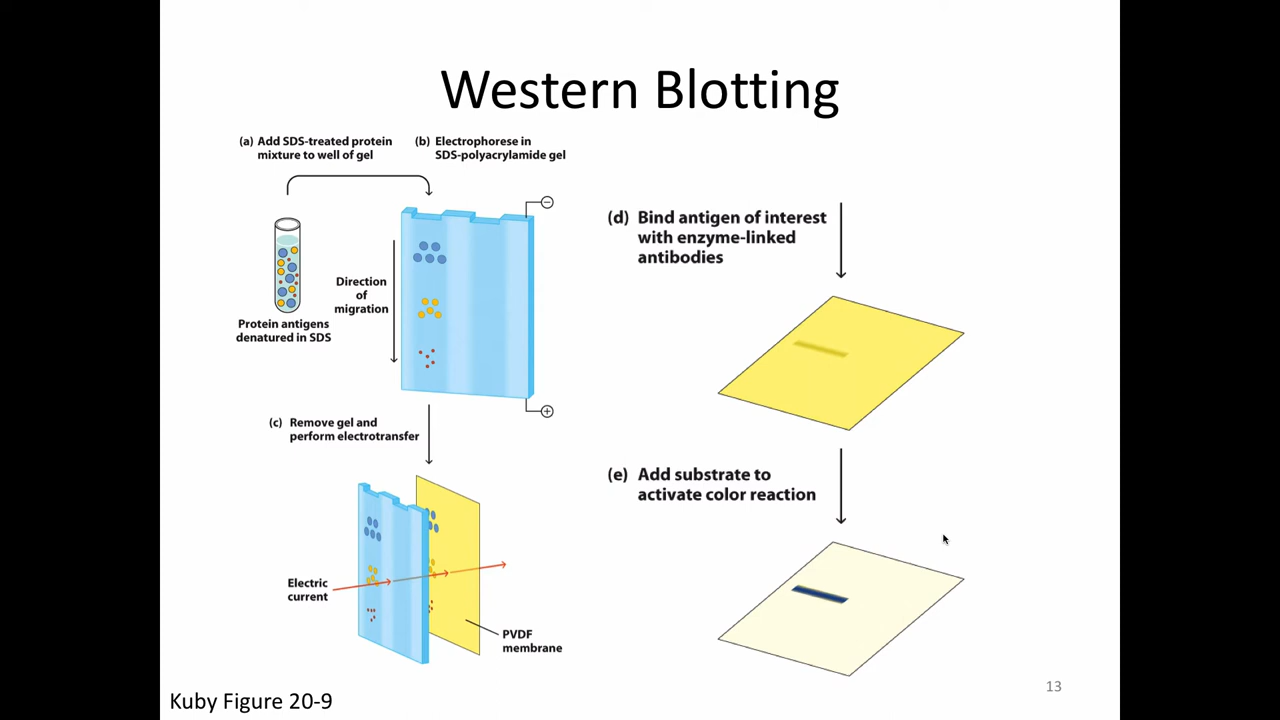 Western Blotting
(a) Add SDS-treated protein
mixture to well of gel
(b) Electrophorese in
SDS-polyacrylamide gel
−
Direction
of
migration
Protein antigens
denatured in SDS
+
(c) Remove gel and
perform electrotransfer
Electric
current
PVDF
membrane
(d) Bind antigen of interest
with enzyme-linked
antibodies
(e) Add substrate to
activate color reaction
Kuby Figure 20-9
13